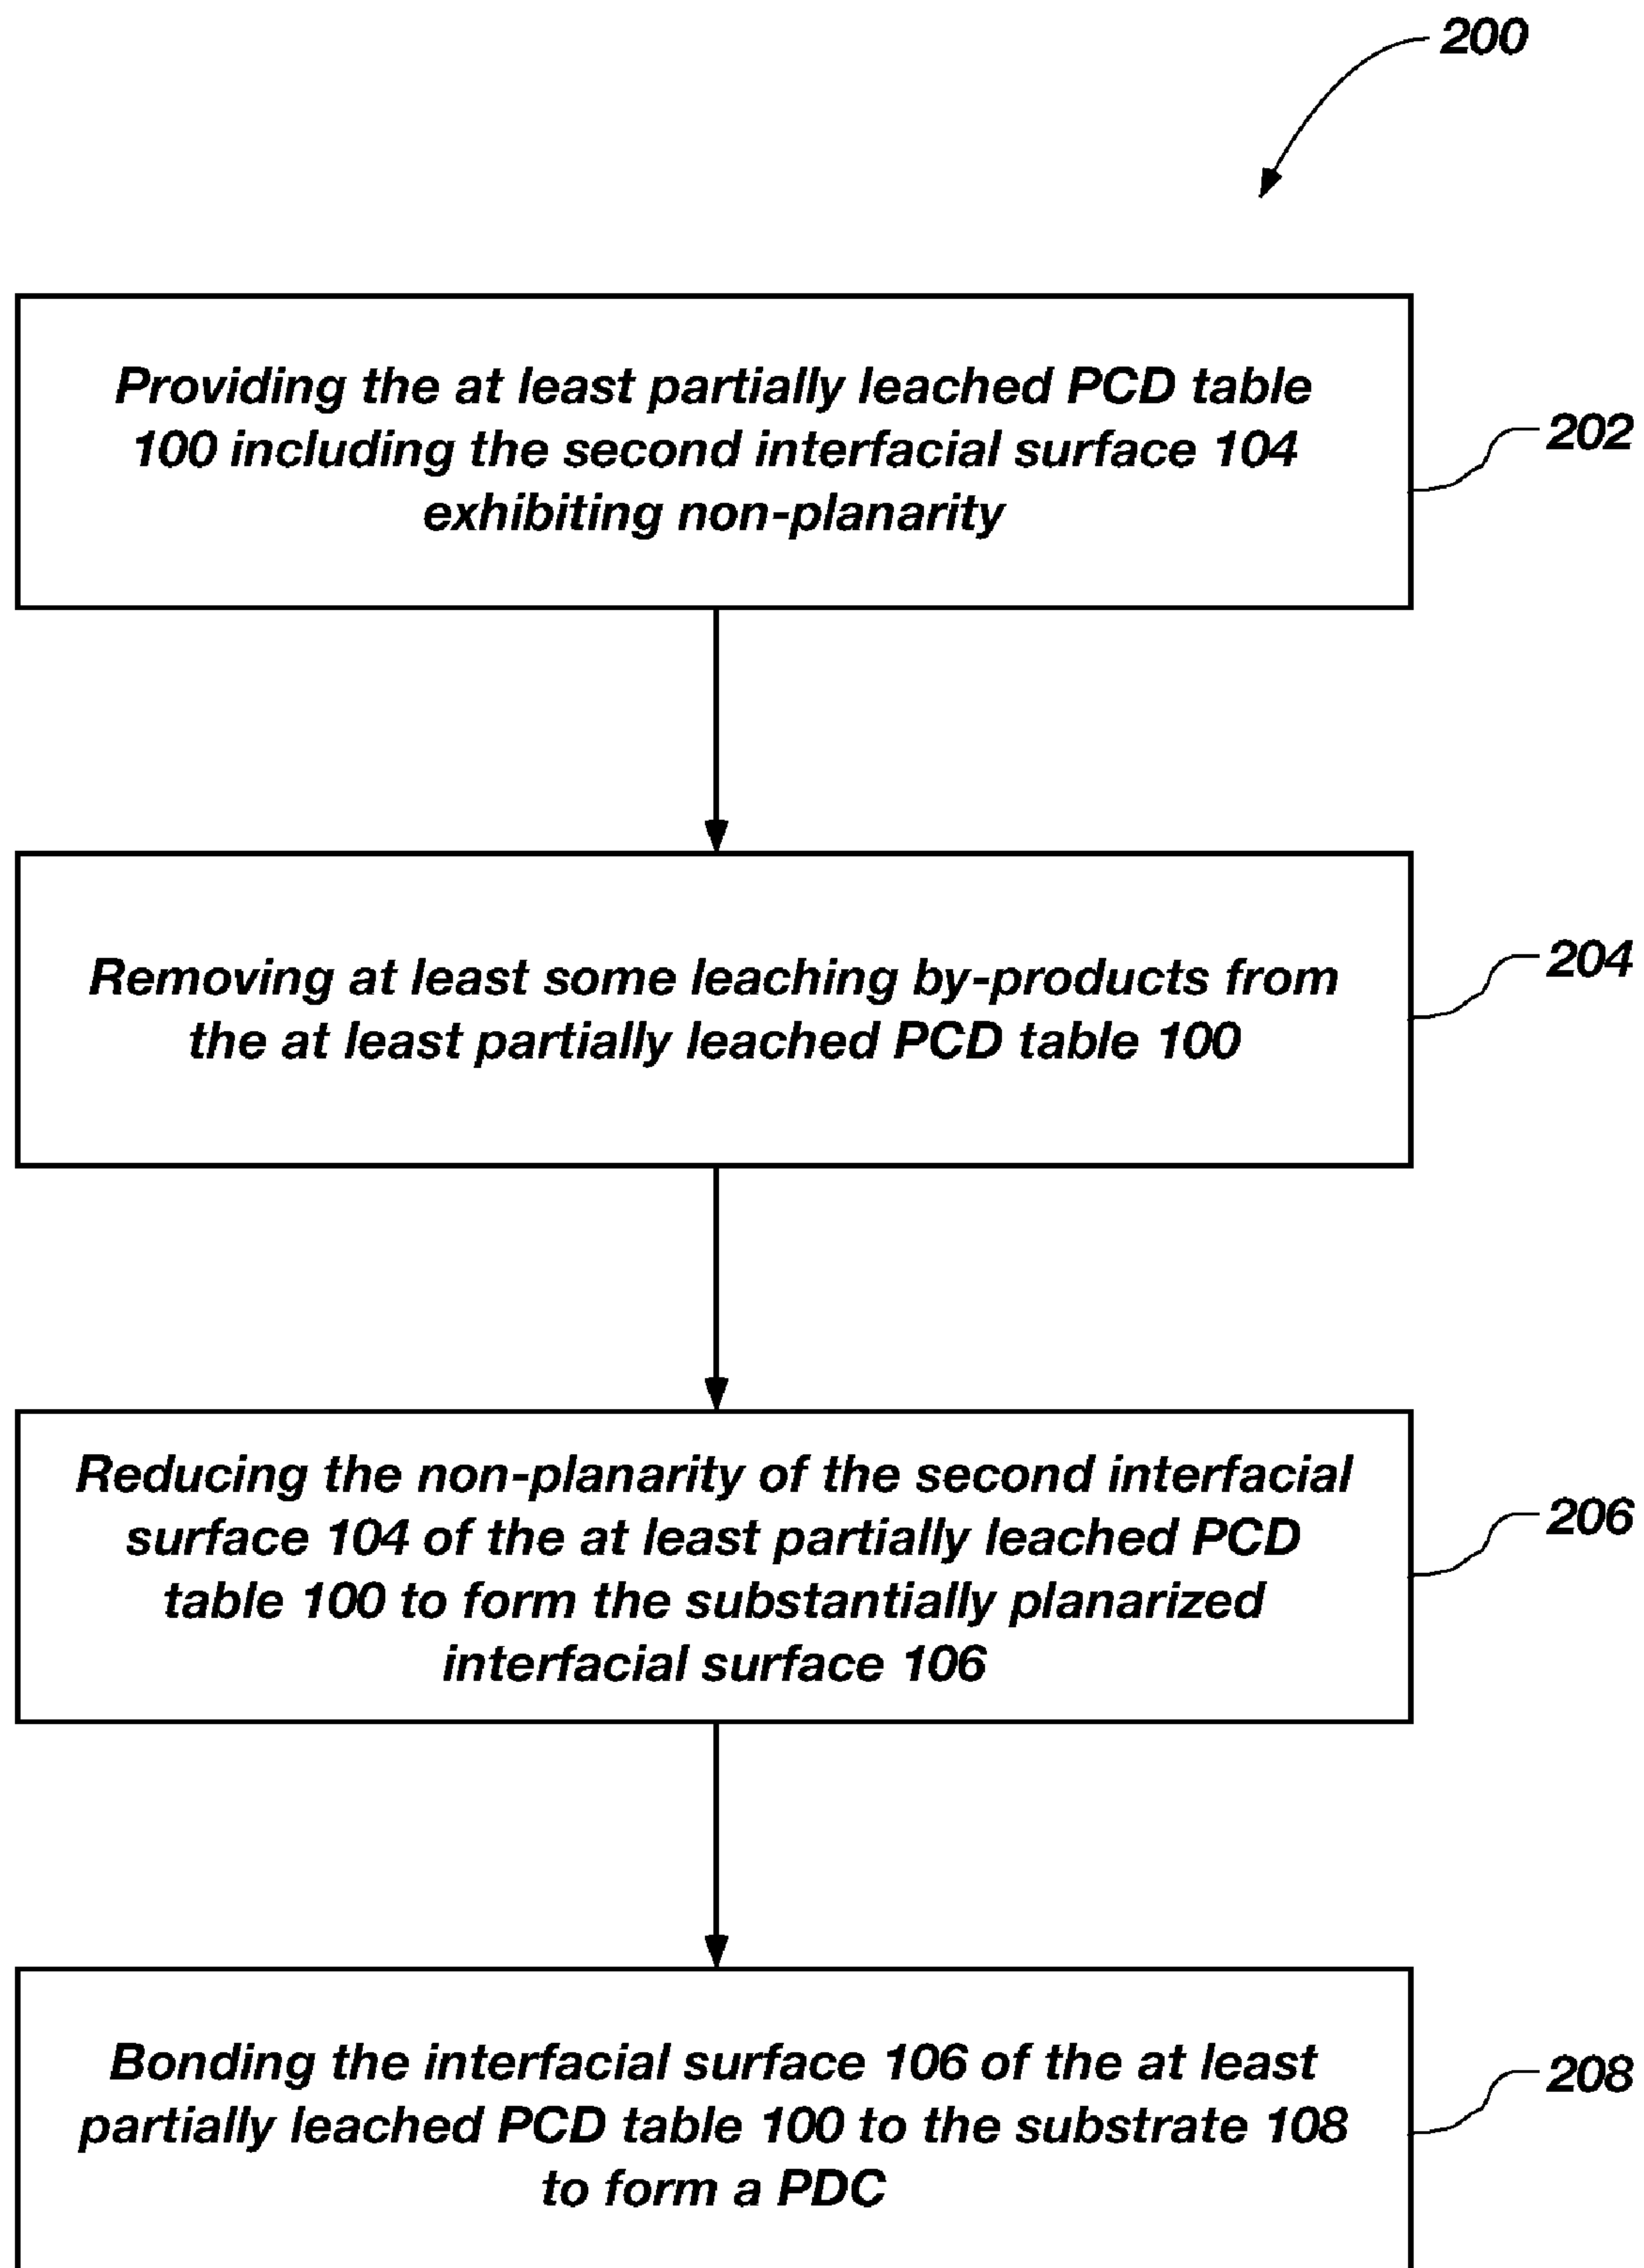 200
Providing the at least partially leached PCD table
100 including the second interfacial surface 104
exhibiting non-planarity
202
Removing at least some leaching by-products from
the at least partially leached PCD table 100
204
Reducing the non-planarity of the second interfacial
surface 104 of the at least partially leached PCD
table 100 to form the substantially planarized
interfacial surface 106
206
Bonding the interfacial surface 106 of the at least
partially leached PCD table 100 to the substrate 108
to form a PDC
208